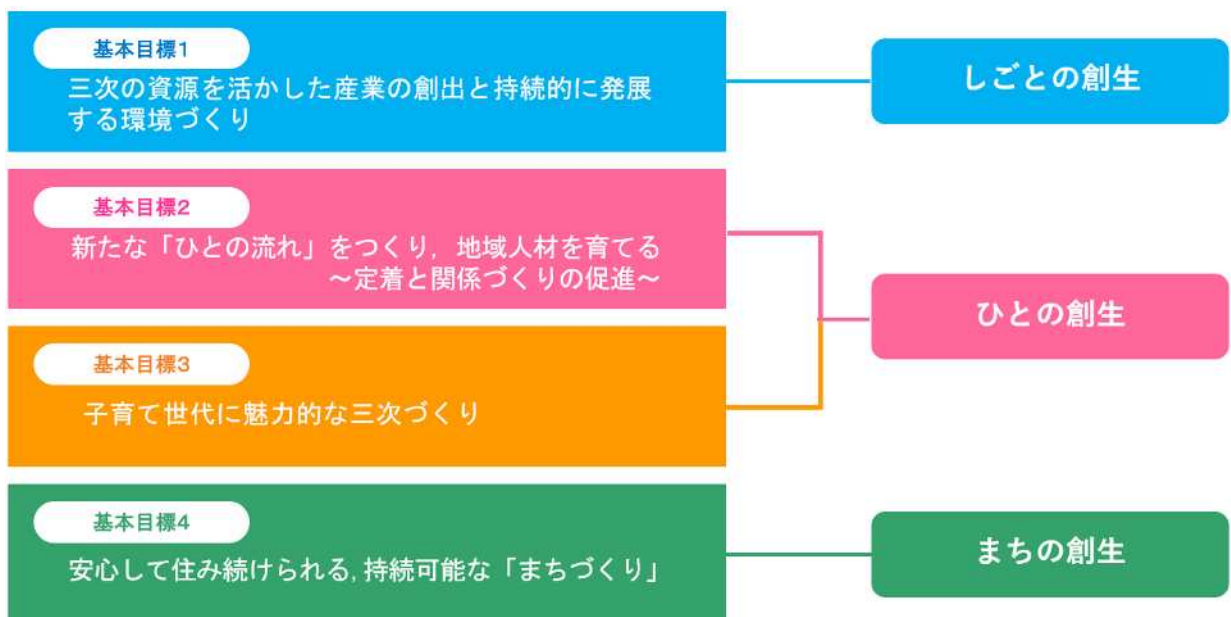 基本目標1
三次の資源を活かした産業の創出と持続的に発展
する環境づくり
しごとの創生
基本目標2
新たな「ひとの流れ」をつくり，地域人材を育てる
～定着と関係づくりの促進～
ひとの創生
基本目標3
子育て世代に魅力的な三次づくり
基本目標4
安心して住み続けられる，持続可能な「まちづくり」
まちの創生